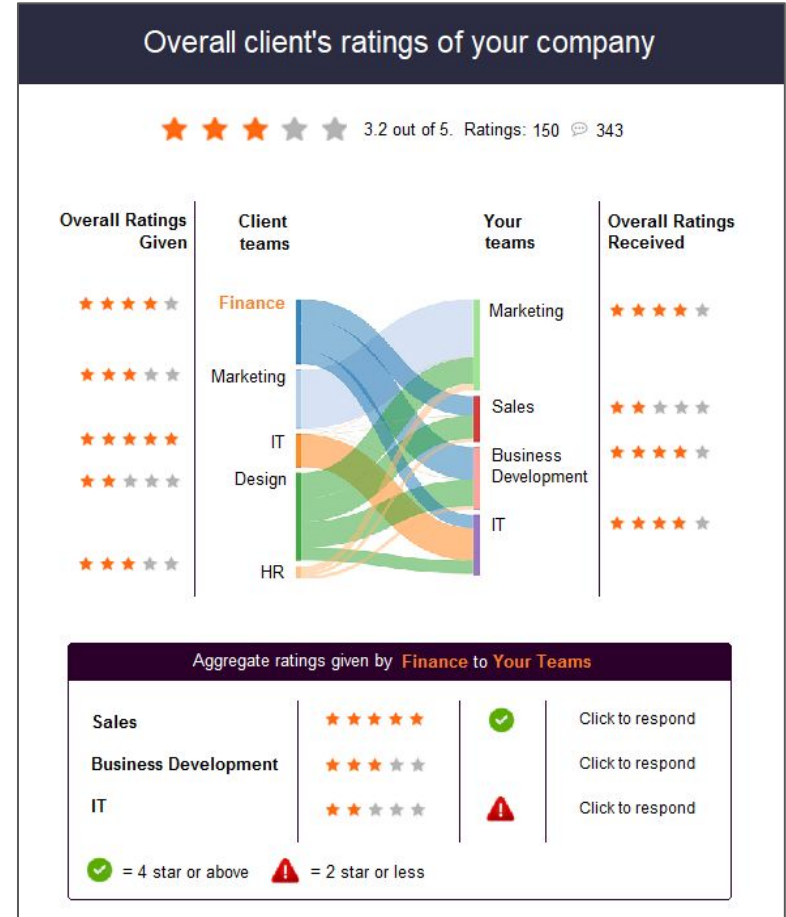 Overall client's ratings of your company
3.2 out of 5. Ratings: 150 343
Overall Ratings
Given
Client
teams
Your
teams
Overall Ratings
Received
Finance
Marketing
IT
Design
HR
Marketing
Sales
Business
Development
IT
Aggregate ratings given by Finance to Your Teams
Sales Click to respond
Business Development Click to respond
IT Click to respond
= 4 star or above = 2 star or less